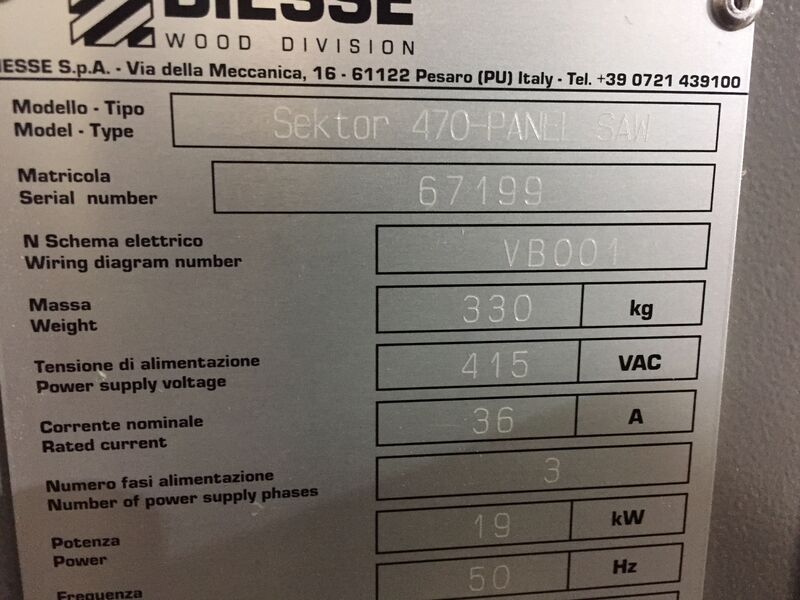 BIESSE
WOOD DIVISION
BIESSE S.p.A. - Via della Meccanica, 16 - 61122 Pesaro (PU) Italy - Tel. +39 0721 439100
Modello - Tipo
Model - Type
Sektor 470-PANEL SAW
Matricola
Serial number
67199
N Schema elettrico
Wiring diagram number
VB001
Massa
Weight
330 kg
Tensione di alimentazione
Power supply voltage
415 VAC
Corrente nominale
Rated current
36 A
Numero fasi alimentazione
Number of power supply phases
3
Potenza
Power
19 kW
Frequenza
50 Hz